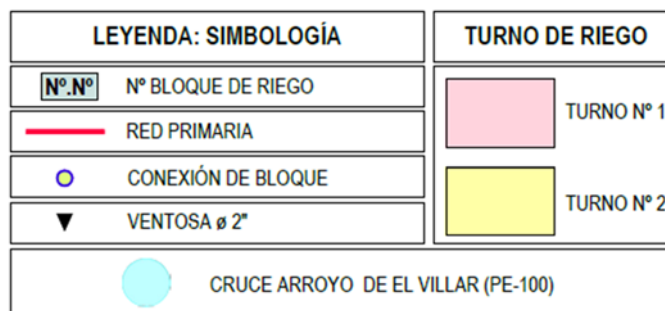 LEYENDA: SIMBOLOGÍA
TURNO DE RIEGO
Nº.Nº Nº BLOQUE DE RIEGO
RED PRIMARIA
CONEXIÓN DE BLOQUE
VENTOSA ø 2"
TURNO Nº 1
TURNO Nº 2
CRUCE ARROYO DE EL VILLAR (PE-100)